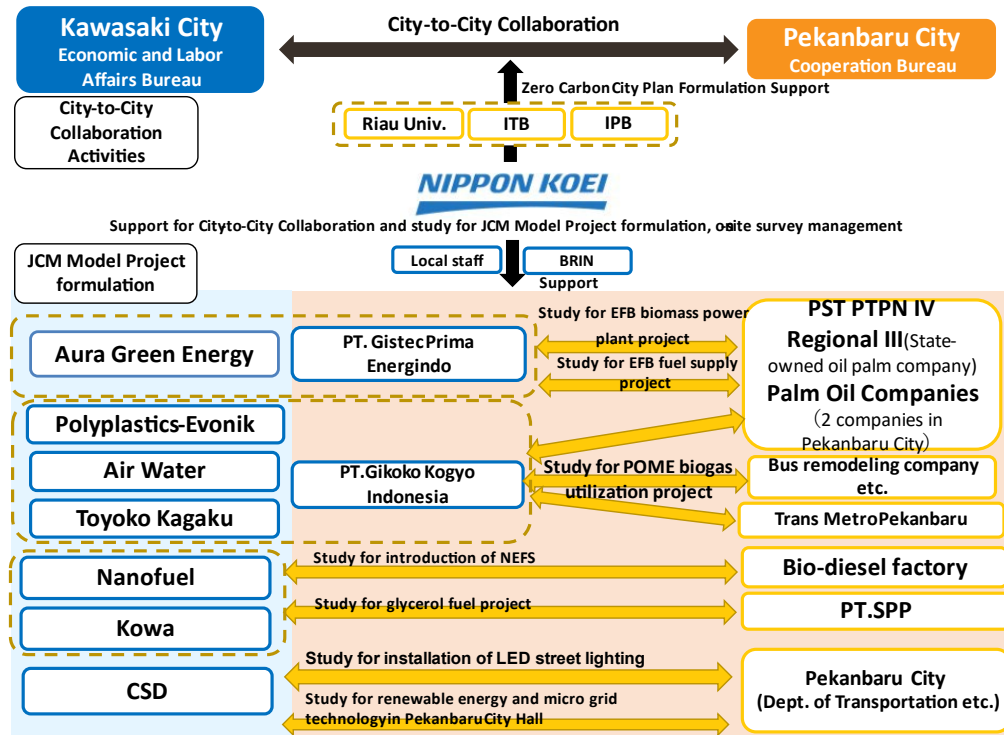 Kawasaki City
Economic and Labor
Affairs Bureau
City-to-City Collaboration
Pekanbaru City
Cooperation Bureau
Zero CarbonCity Plan Formulation Support
City-to-City
Collaboration
Activities
Riau Univ.
ITB
IPB
NIPPON KOEI
Support for Cityto-City Collaboration and study for JCM Model Project formulation, on-site survey management
JCM Model Project
formulation
Local staff
BRIN
Support
Aura Green Energy
PT. Gistec Prima
Energindo
Study for EFB biomass power
plant project
Study for EFB fuel supply
project
PST PTPN IV
Regional III(State-
owned oil palm company)
Palm Oil Companies
（2 companies in
Pekanbaru City）
Polyplastics-Evonik
Air Water
Toyoko Kagaku
PT.Gikoko Kogyo
Indonesia
Study for POME biogas
utilization project
Bus remodeling company
etc.
Trans MetroPekanbaru
Nanofuel
Study for introduction of NEFS
Bio-diesel factory
Kowa
Study for glycerol fuel project
PT.SPP
CSD
Study for installation of LED street lighting
Study for renewable energy and micro grid
technologyin PekanbaruCity Hall
Pekanbaru City
(Dept. of Transportation etc.)